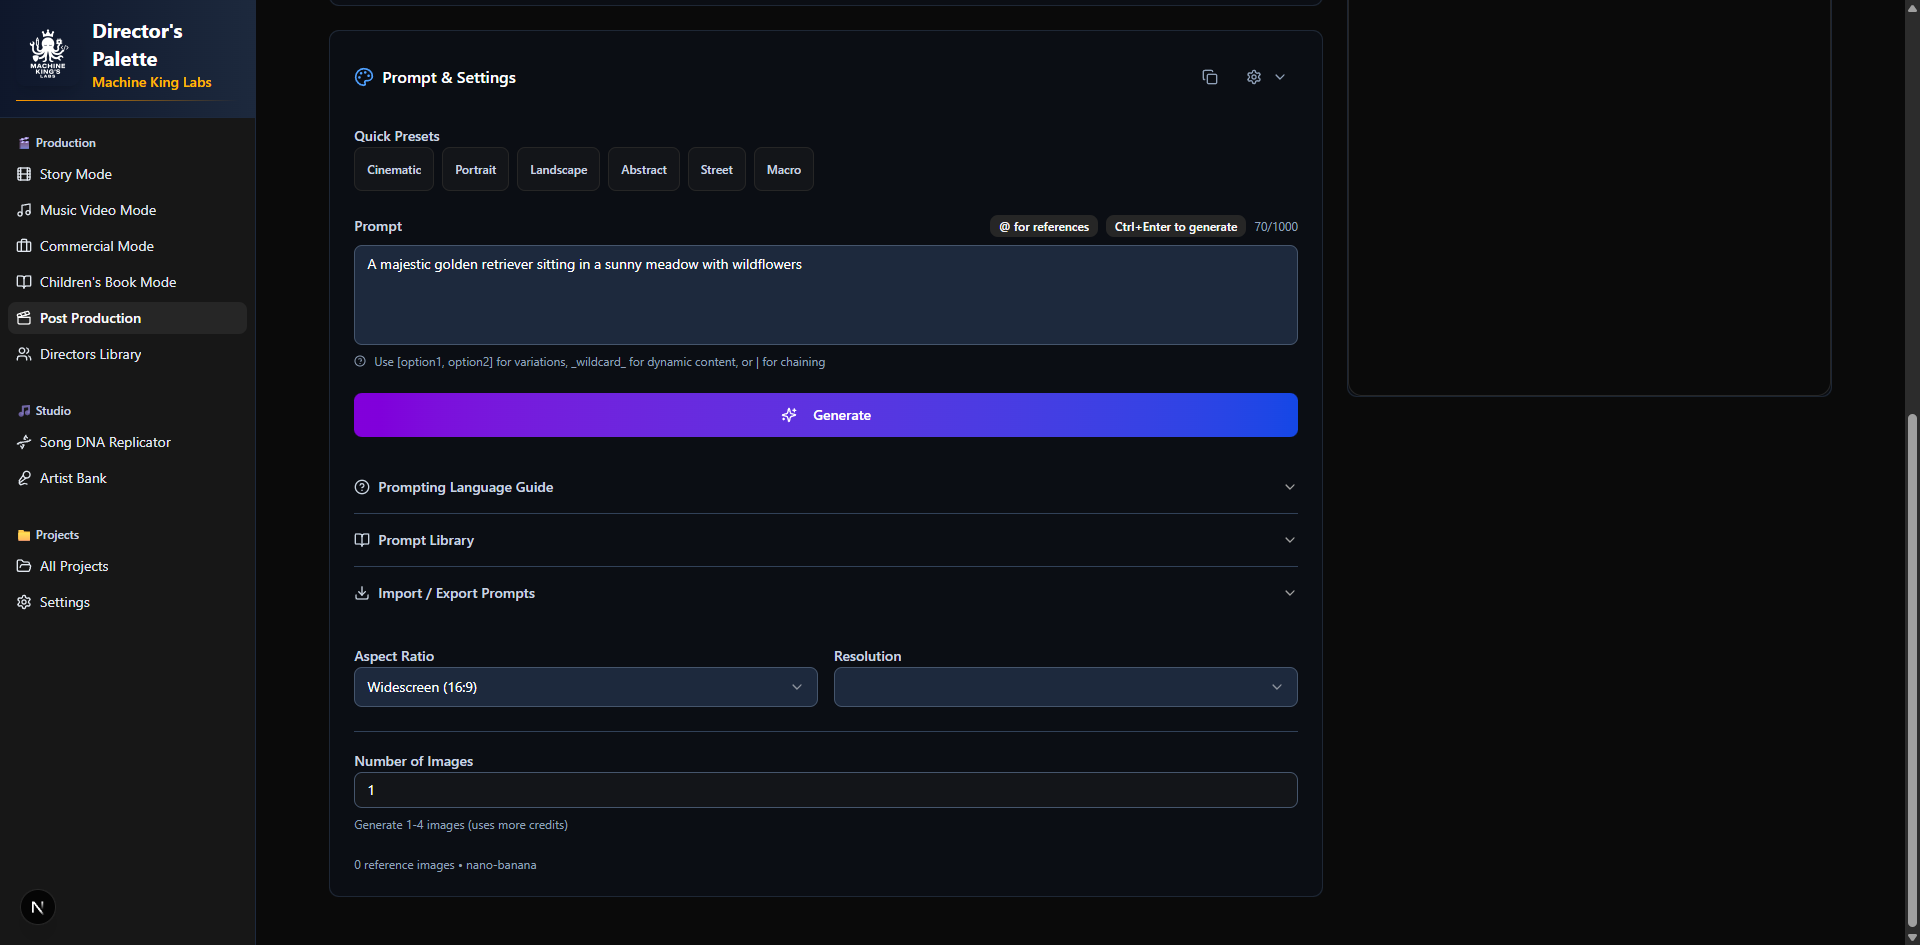 Director's
Palette
Machine King Labs
MACHINE
KING'S
LABS
Production
Story Mode
Music Video Mode
Commercial Mode
Children's Book Mode
Post Production
Directors Library
Studio
Song DNA Replicator
Artist Bank
Projects
All Projects
Settings
N
Prompt & Settings
Quick Presets
Cinematic Portrait Landscape Abstract Street Macro
Prompt @ for references Ctrl+Enter to generate 70/1000
A majestic golden retriever sitting in a sunny meadow with wildflowers
Use [option1, option2] for variations, _wildcard_ for dynamic content, or | for chaining
Generate
Prompting Language Guide
Prompt Library
Import / Export Prompts
Aspect Ratio Resolution
Widescreen (16:9)
Number of Images
1
Generate 1-4 images (uses more credits)
0 reference images • nano-banana